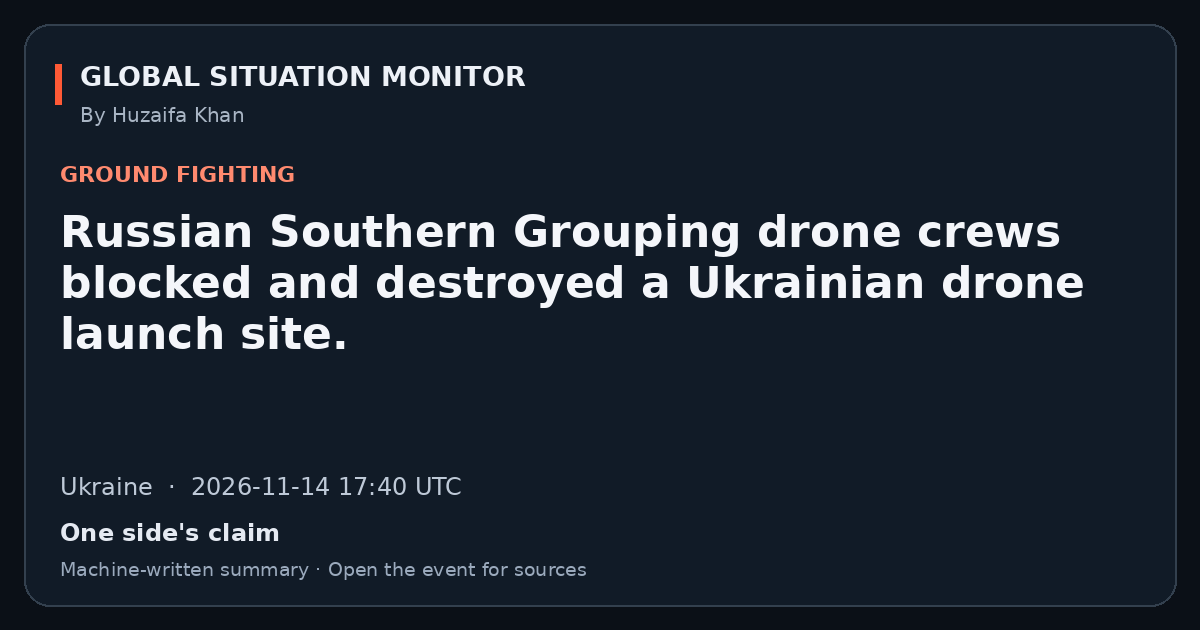 GLOBAL SITUATION MONITOR
By Huzaifa Khan
GROUND FIGHTING
Russian Southern Grouping drone crews
blocked and destroyed a Ukrainian drone
launch site.
Ukraine · 2026-11-14 17:40 UTC
One side's claim
Machine-written summary · Open the event for sources